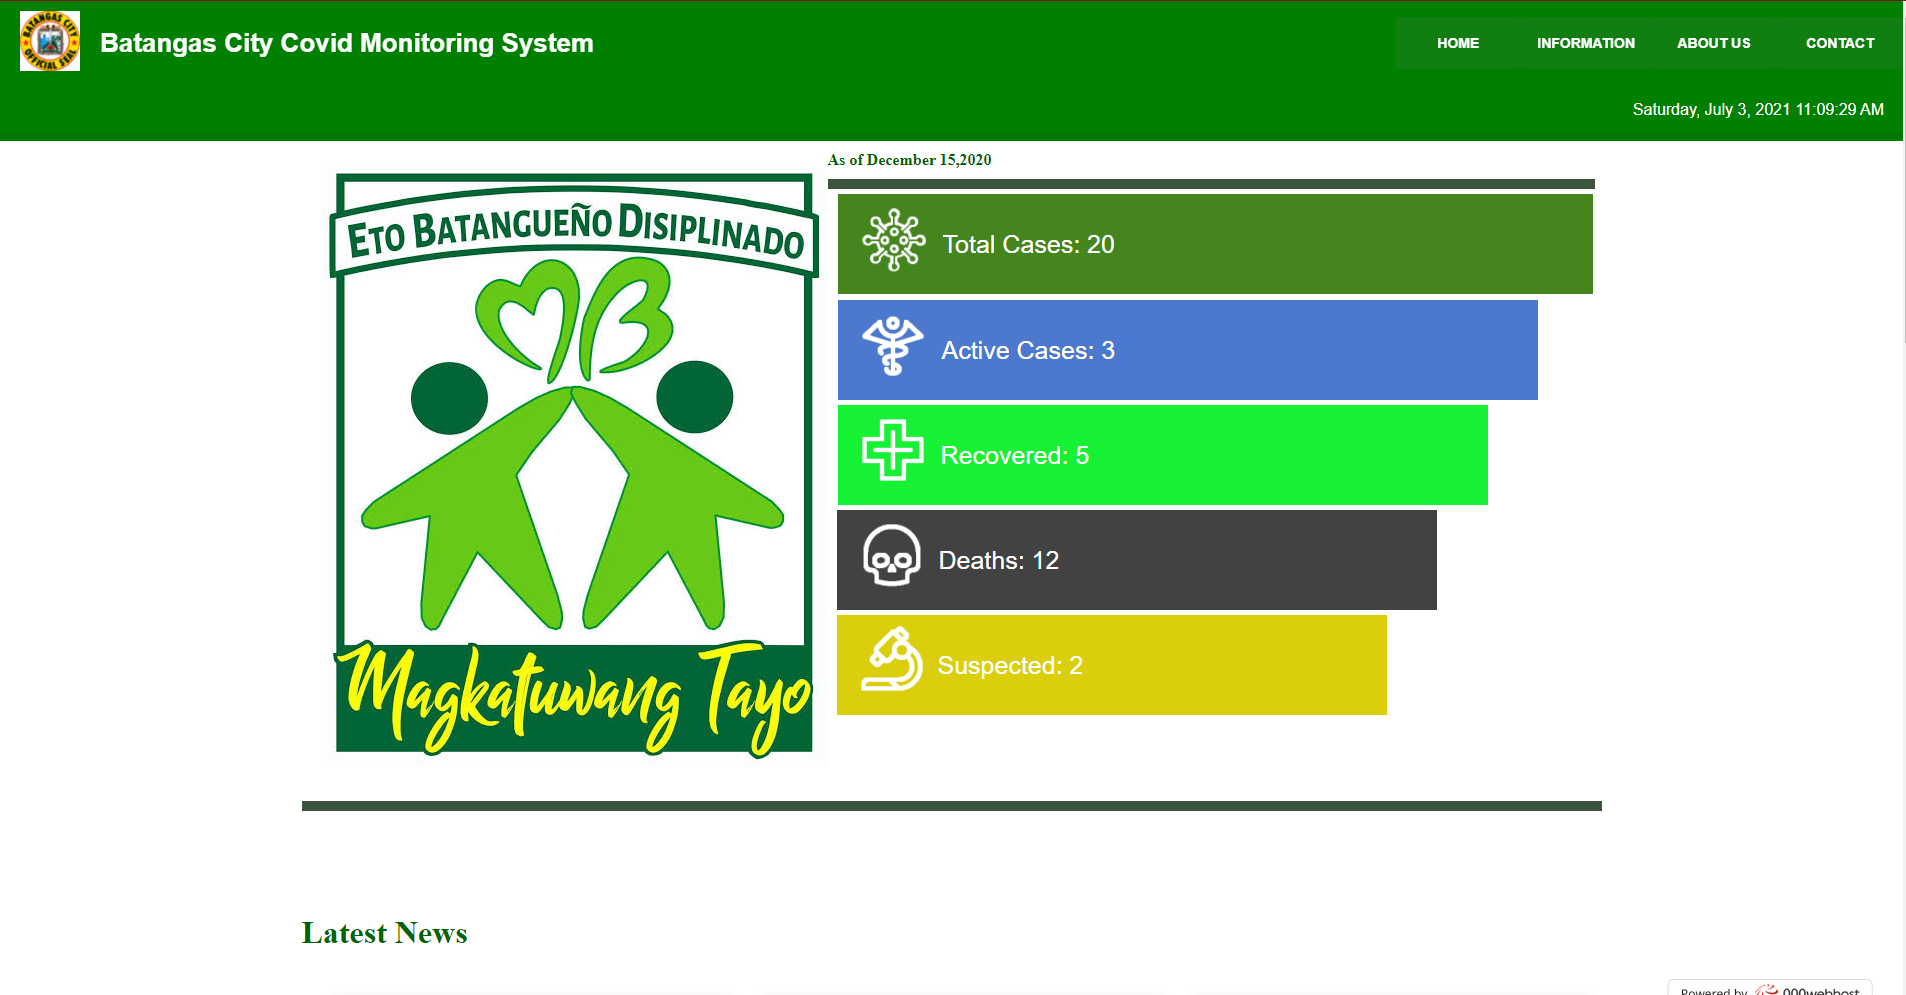 BATANGAS CITY
OFFICIAL SEAL
Batangas City Covid Monitoring System
HOME
INFORMATION
ABOUT US
CONTACT
Saturday, July 3, 2021 11:09:29 AM
ETO BATANGUEÑO DISIPLINADO
MB
Magkatuwang Tayo
As of December 15,2020
Total Cases: 20
Active Cases: 3
Recovered: 5
Deaths: 12
Suspected: 2
Latest News
Powered by 000webhost